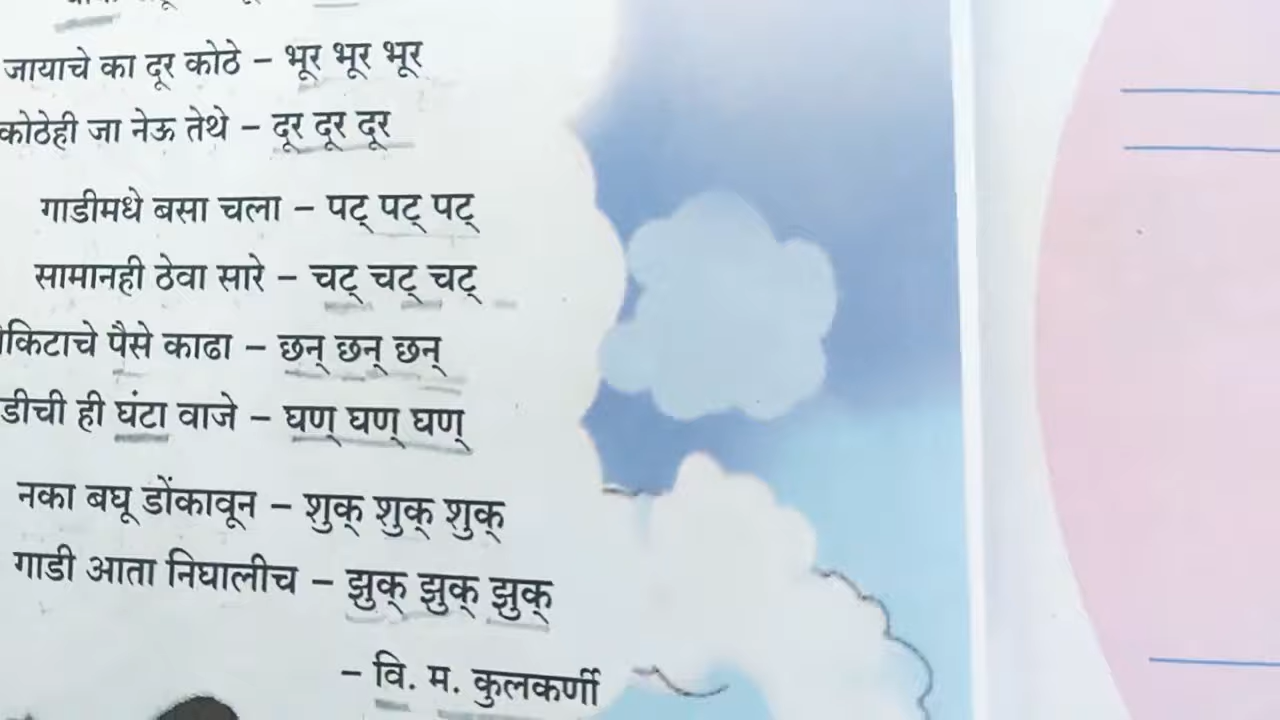 जायाचे का दूर कोठे – भूर भूर भूर
कोठेही जा नेऊ तेथे – दूर दूर दूर
गाडीमधे बसा चला – पट् पट् पट्
सामानही ठेवा सारे – चट् चट् चट्
पैसे काढा – छन् छन् छन्
ही घंटा वाजे – घण् घण् घण्
नका बघू डोंकावून – शुक् शुक् शुक्
गाडी आता निघालीच – झुक् झुक् झुक्
– वि. म. कुलकर्णी